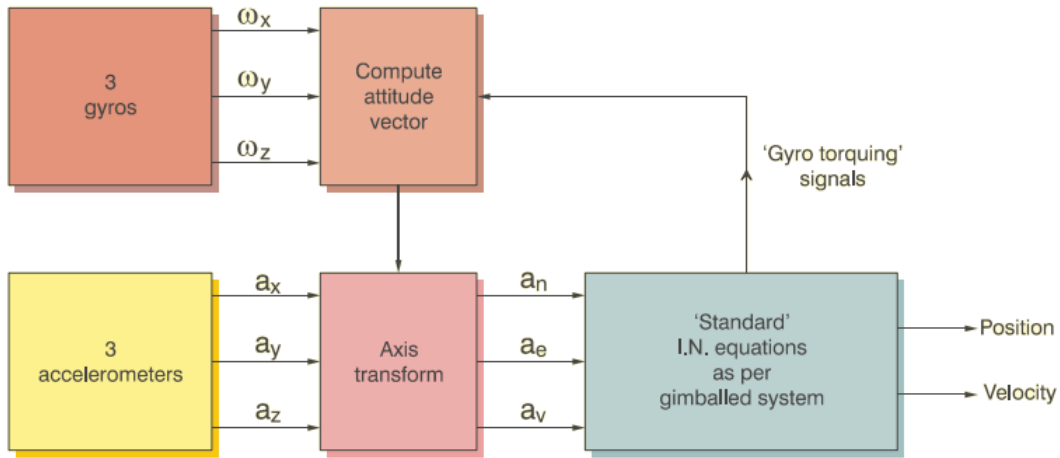 3
gyros
ωx
ωy
ωz
Compute
attitude
vector
‘Gyro torquing’
signals
3
accelerometers
ax
ay
az
Axis
transform
an
ae
av
‘Standard’
I.N. equations
as per
gimballed system
Position
Velocity